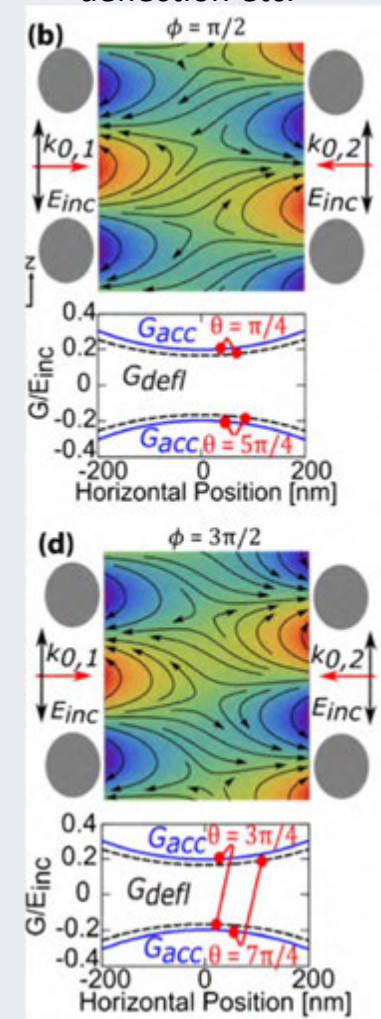 deflection etc.
(b) ϕ = π/2
k0,1 k0,2
Einc Einc
z
0.4
Gacc θ = π/4
0.2
G/Einc
0 Gdefl
-0.2
Gacc θ = 5π/4
-0.4
-200 0 200
Horizontal Position [nm]
(d) ϕ = 3π/2
k0,1 k0,2
Einc Einc
0.4
Gacc θ = 3π/4
0.2
G/Einc
0 Gdefl
-0.2
Gacc θ = 7π/4
-0.4
-200 0 200
Horizontal Position [nm]